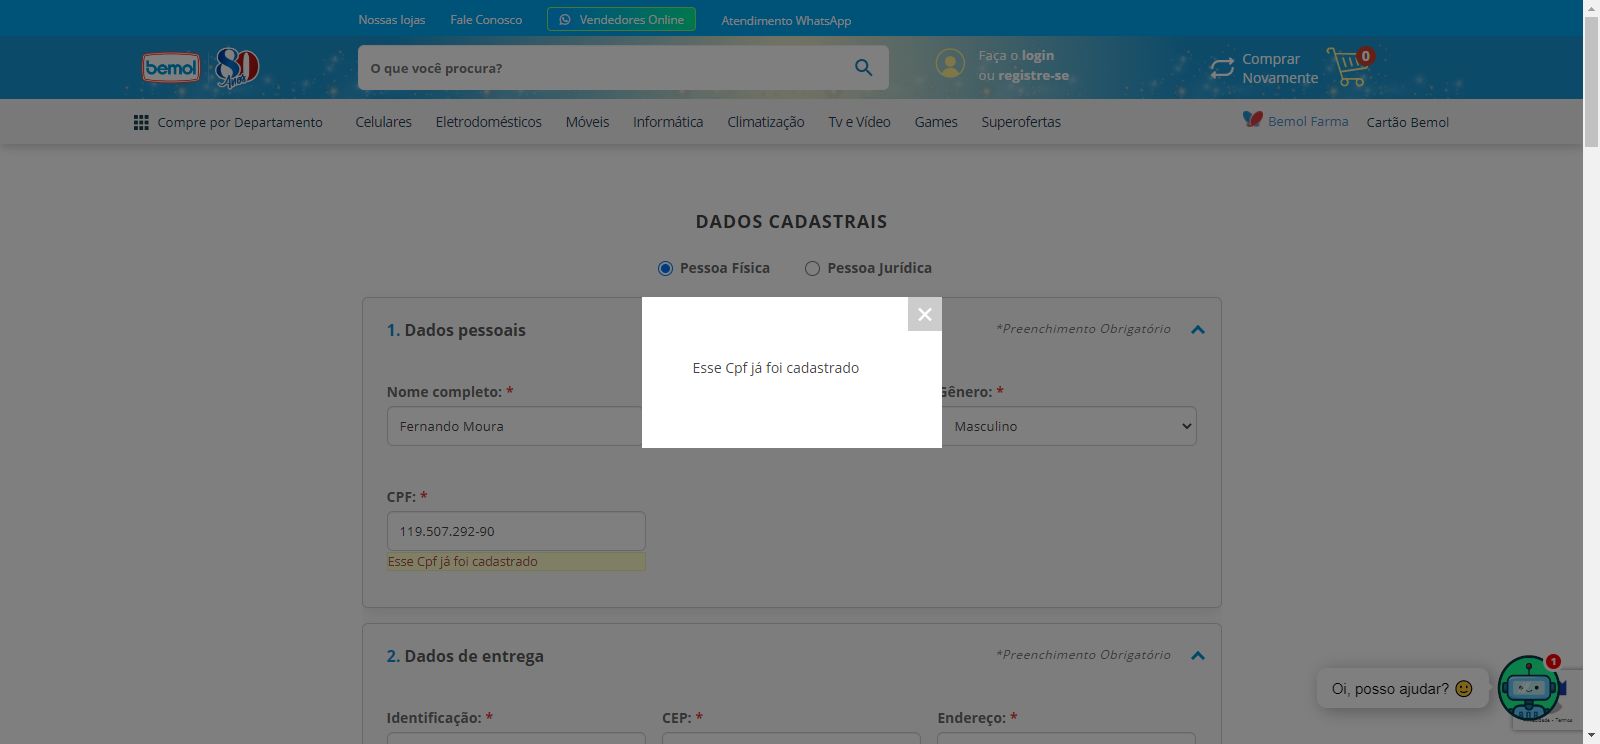 Nossas lojas Fale Conosco Vendedores Online Atendimento WhatsApp
bemol 80 Anos
O que você procura?
Faça o login
ou registre-se
Comprar
Novamente
0
Compre por Departamento Celulares Eletrodomésticos Móveis Informática Climatização Tv e Vídeo Games Superofertas Bemol Farma Cartão Bemol
DADOS CADASTRAIS
Pessoa Física Pessoa Jurídica
1. Dados pessoais *Preenchimento Obrigatório
Esse Cpf já foi cadastrado
Nome completo: * Gênero: *
Fernando Moura Masculino
CPF: *
119.507.292-90
Esse Cpf já foi cadastrado
2. Dados de entrega *Preenchimento Obrigatório
1
Oi, posso ajudar?
Identificação: * CEP: * Endereço: *
- Termos